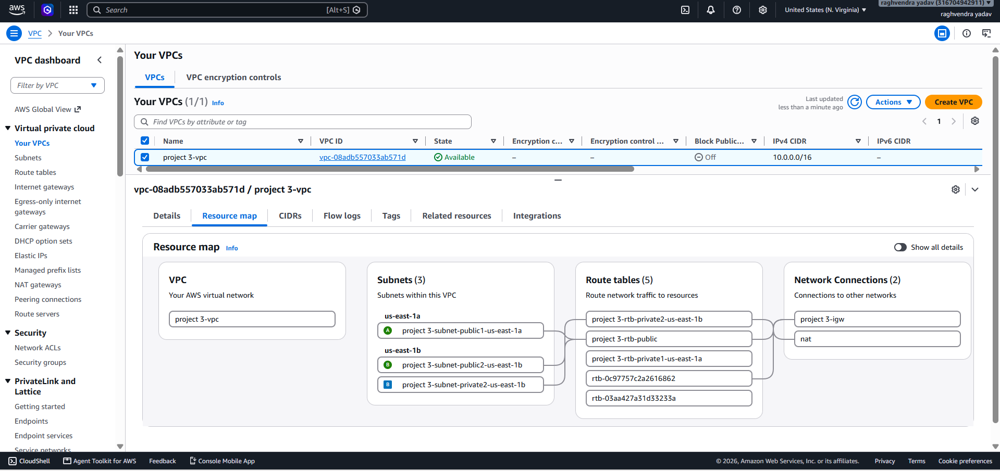 aws
Search
[Alt+S]
United States (N. Virginia)
raghvendra yadav (316704942911)
raghvendra yadav
VPC
Your VPCs
VPC dashboard
Filter by VPC
AWS Global View
Virtual private cloud
Your VPCs
Subnets
Route tables
Internet gateways
Egress-only internet
gateways
Carrier gateways
DHCP option sets
Elastic IPs
Managed prefix lists
NAT gateways
Peering connections
Route servers
Security
Network ACLs
Security groups
PrivateLink and
Lattice
Getting started
Endpoints
Endpoint services
Service networks
Your VPCs
VPCs
VPC encryption controls
Your VPCs (1/1) Info
Last updated
less than a minute ago
Actions
Create VPC
Find VPCs by attribute or tag
1
Name VPC ID State Encryption c... Encryption control ... Block Public... IPv4 CIDR IPv6 CIDR
project 3-vpc vpc-08adb557033ab571d Available – – Off 10.0.0.0/16 –
vpc-08adb557033ab571d / project 3-vpc
Details Resource map CIDRs Flow logs Tags Related resources Integrations
Resource map Info
Show all details
VPC
Your AWS virtual network
project 3-vpc
Subnets (3)
Subnets within this VPC
us-east-1a
A project 3-subnet-public1-us-east-1a
us-east-1b
B project 3-subnet-public2-us-east-1b
B project 3-subnet-private2-us-east-1b
Route tables (5)
Route network traffic to resources
project 3-rtb-private2-us-east-1b
project 3-rtb-public
project 3-rtb-private1-us-east-1a
rtb-0c97757c2a2616862
rtb-03aa427a31d33233a
Network Connections (2)
Connections to other networks
project 3-igw
nat
CloudShell Agent Toolkit for AWS Feedback Console Mobile App
© 2026, Amazon Web Services, Inc. or its affiliates. Privacy Terms Cookie preferences